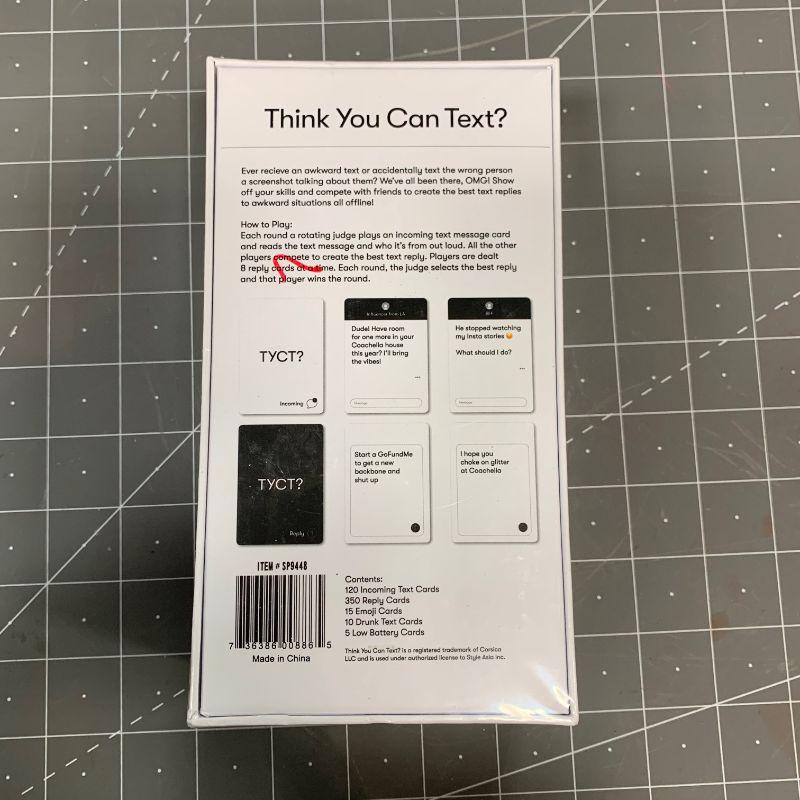 Think You Can Text?
Ever recieve an awkward text or accidentally text the wrong person
a screenshot talking about them? We've all been there, OMG! Show
off your skills and compete with friends to create the best text replies
to awkward situations all offline!
How to Play:
Each round a rotating judge plays an incoming text message card
and reads the text message and who it's from out loud. All the other
players compete to create the best text reply. Players are dealt
8 reply cards at a time. Each round, the judge selects the best reply
and that player wins the round.
TYCT?
Incoming
Influencer from LA
Dude! Have room
for one more in your
Coachella house
this year? I'll bring
the vibes!
...
Message
BFF
He stopped watching
my Insta stories 😔
What should I do?
...
Message
TYCT?
Reply
Start a GoFundMe
to get a new
backbone and
shut up
I hope you
choke on glitter
at Coachella
ITEM # SP9448
7 36386 00886 5
Made in China
Contents:
120 Incoming Text Cards
350 Reply Cards
15 Emoji Cards
10 Drunk Text Cards
5 Low Battery Cards
Think You Can Text? is a registered trademark of Corsica
LLC and is used under authorized license to Style Asia Inc.